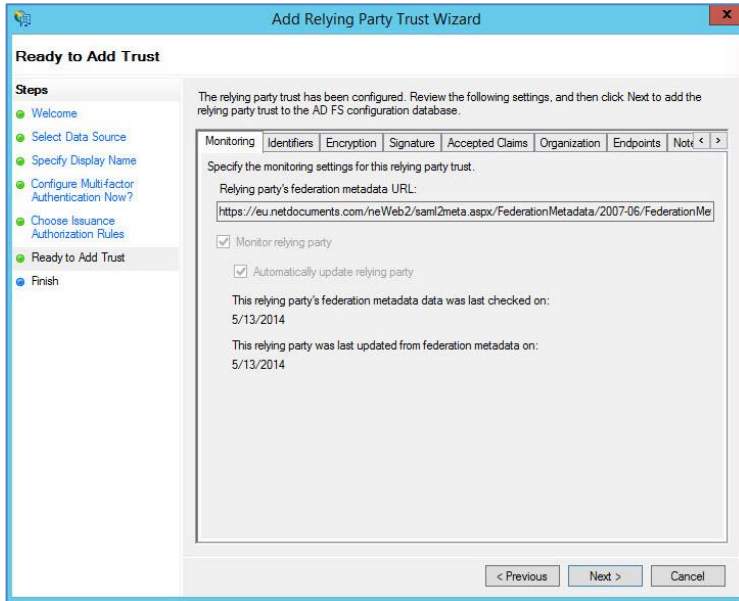 Add Relying Party Trust Wizard
x
Ready to Add Trust
Steps
Welcome
Select Data Source
Specify Display Name
Configure Multi-factor
Authentication Now?
Choose Issuance
Authorization Rules
Ready to Add Trust
Finish
The relying party trust has been configured. Review the following settings, and then click Next to add the
relying party trust to the AD FS configuration database.
Monitoring Identifiers Encryption Signature Accepted Claims Organization Endpoints Note < >
Specify the monitoring settings for this relying party trust.
Relying party's federation metadata URL:
https://eu.netdocuments.com/neWeb2/saml2meta.aspx/FederationMetadata/2007-06/FederationMe
Monitor relying party
Automatically update relying party
This relying party's federation metadata data was last checked on:
5/13/2014
This relying party was last updated from federation metadata on:
5/13/2014
< Previous Next > Cancel